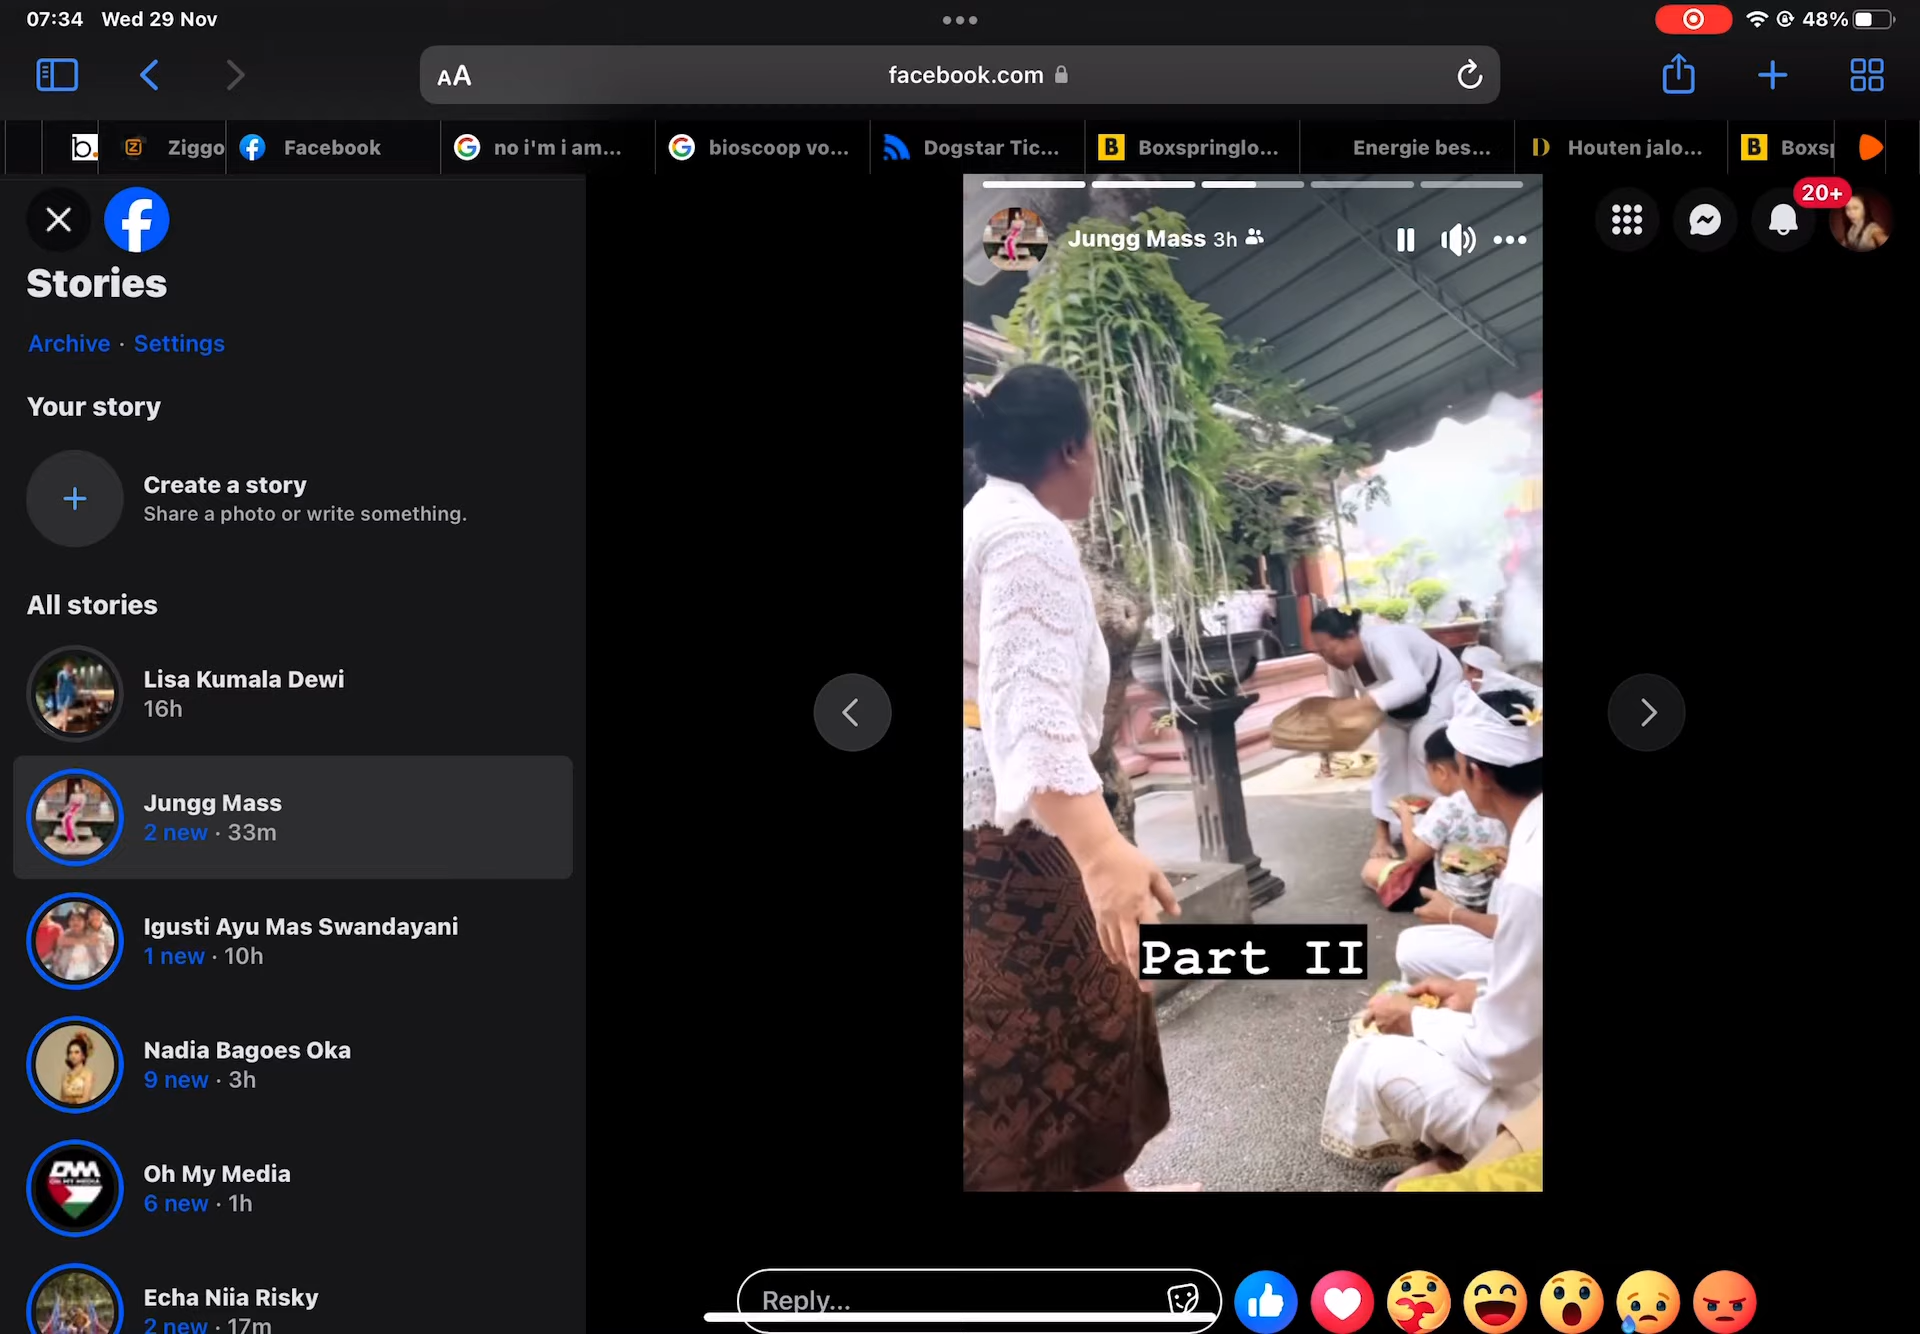 07:34 Wed 29 Nov
48%
AA
facebook.com
b.
Ziggo
Facebook
no i'm i am...
bioscoop vo...
Dogstar Tic...
B
Boxspringlo...
Energie bes...
D
Houten jalo...
B
20+
Stories
Archive · Settings
Your story
Create a story
Share a photo or write something.
All stories
Lisa Kumala Dewi
16h
Jungg Mass
2 new · 33m
Igusti Ayu Mas Swandayani
1 new · 10h
Nadia Bagoes Oka
9 new · 3h
Oh My Media
6 new · 1h
Echa Niia Risky
2 new · 17m
Jungg Mass 3h
Part II
Reply...